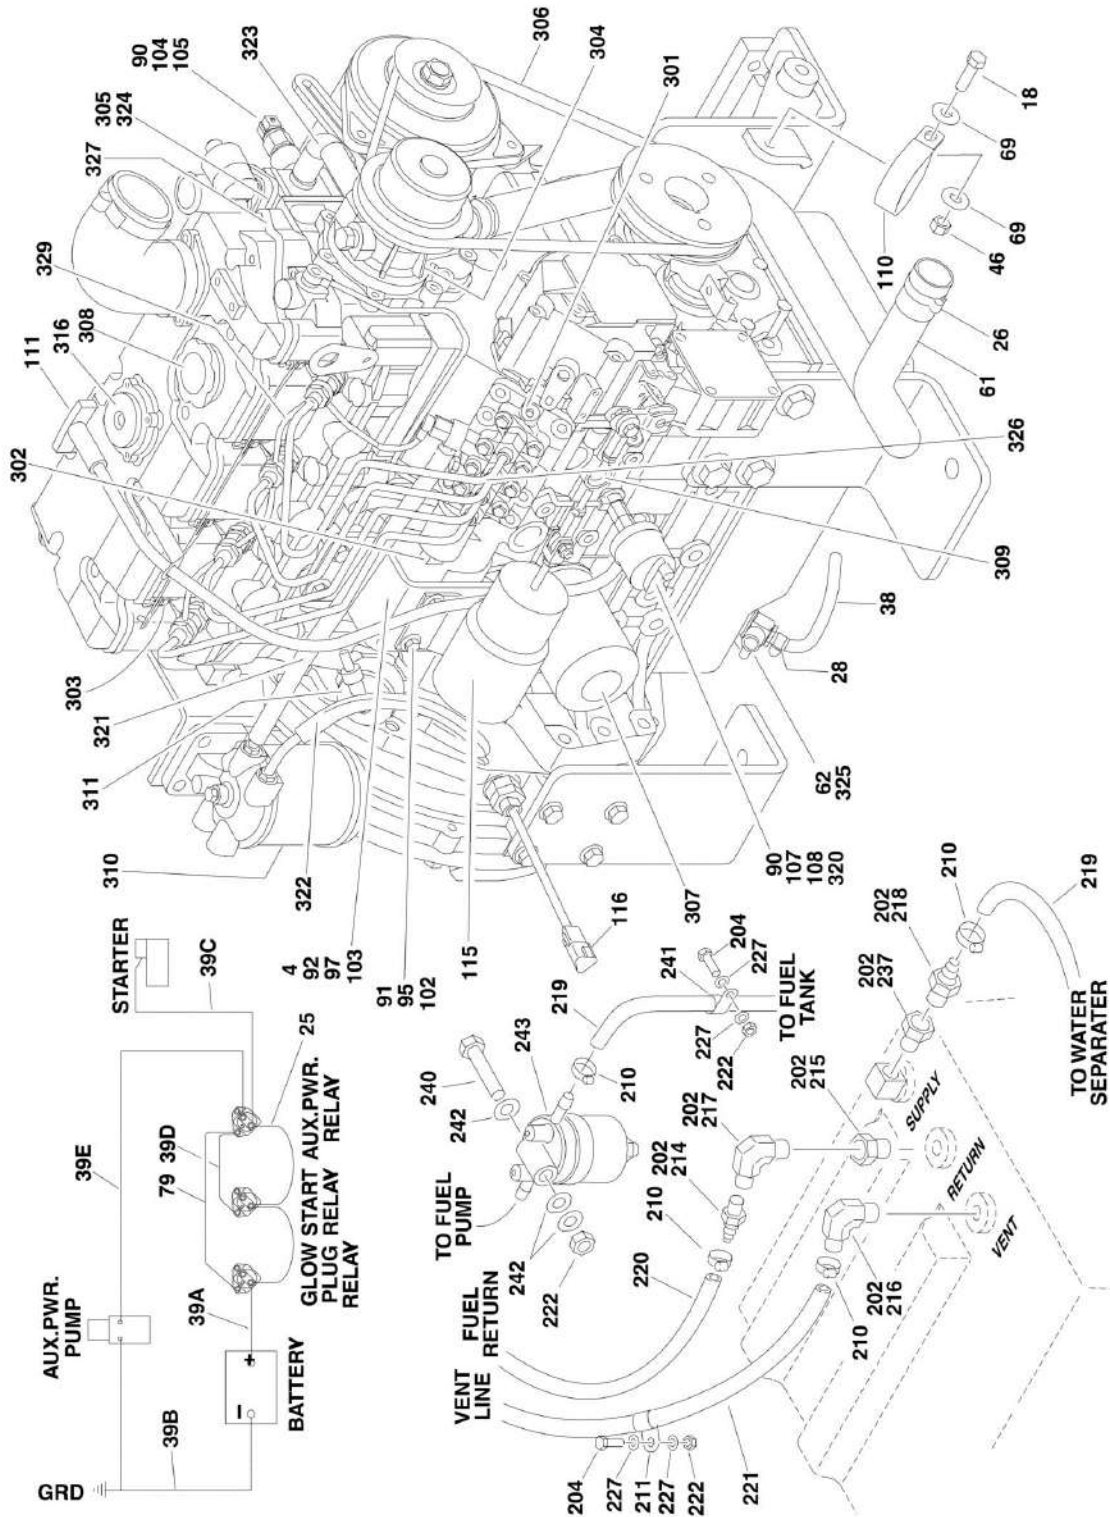 GRD
39B
AUX.PWR.
PUMP
BATTERY
39A
39E
79
39D
GLOW
PLUG
RELAY
START
RELAY
AUX.PWR.
RELAY
25
39C
STARTER
310
311
321
303
302
111
316
308
329
327
305
324
90
104
105
323
306
304
301
18
69
69
46
110
26
61
326
309
38
28
62
325
90
107
108
320
307
116
115
322
4
92
97
103
91
95
102
240
242
243
TO FUEL
PUMP
242
222
210
219
241
204
227
227
222
TO FUEL
TANK
VENT
LINE
FUEL
RETURN
220
210
202
214
202
217
202
215
202
237
202
218
210
219
TO WATER
SEPARATER
SUPPLY
RETURN
VENT
204
227
211
227
222
221
210
202
216